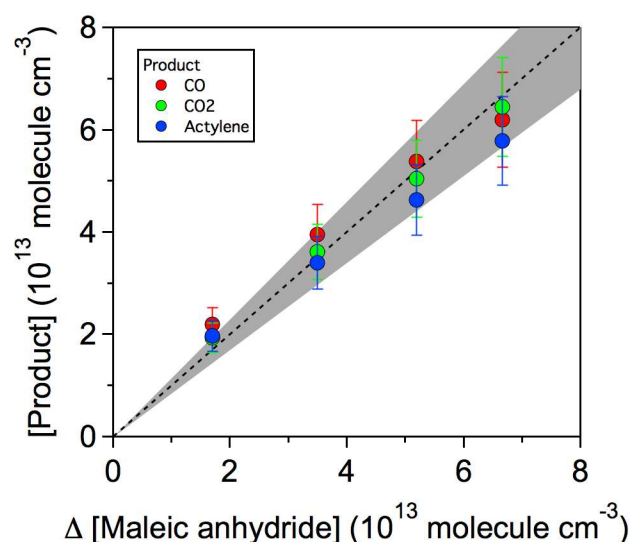 8
6
4
2
0
[Product] (10^13 molecule cm^-3)
Product
CO
CO2
Actylene
0 2 4 6 8
Δ [Maleic anhydride] (10^13 molecule cm^-3)